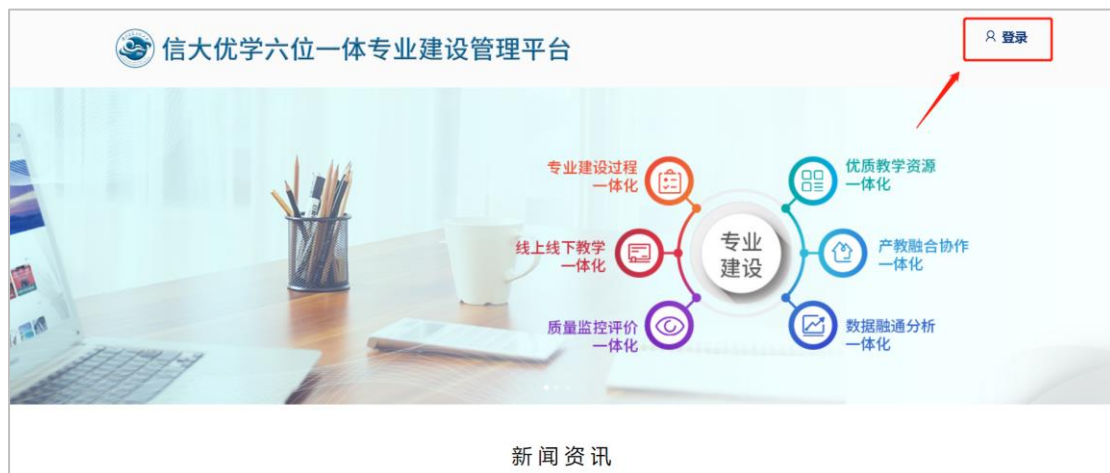 信大优学六位一体专业建设管理平台
登录
专业建设过程
一体化
优质教学资源
一体化
线上线下教学
一体化
专业
建设
产教融合协作
一体化
质量监控评价
一体化
数据融通分析
一体化
新闻资讯